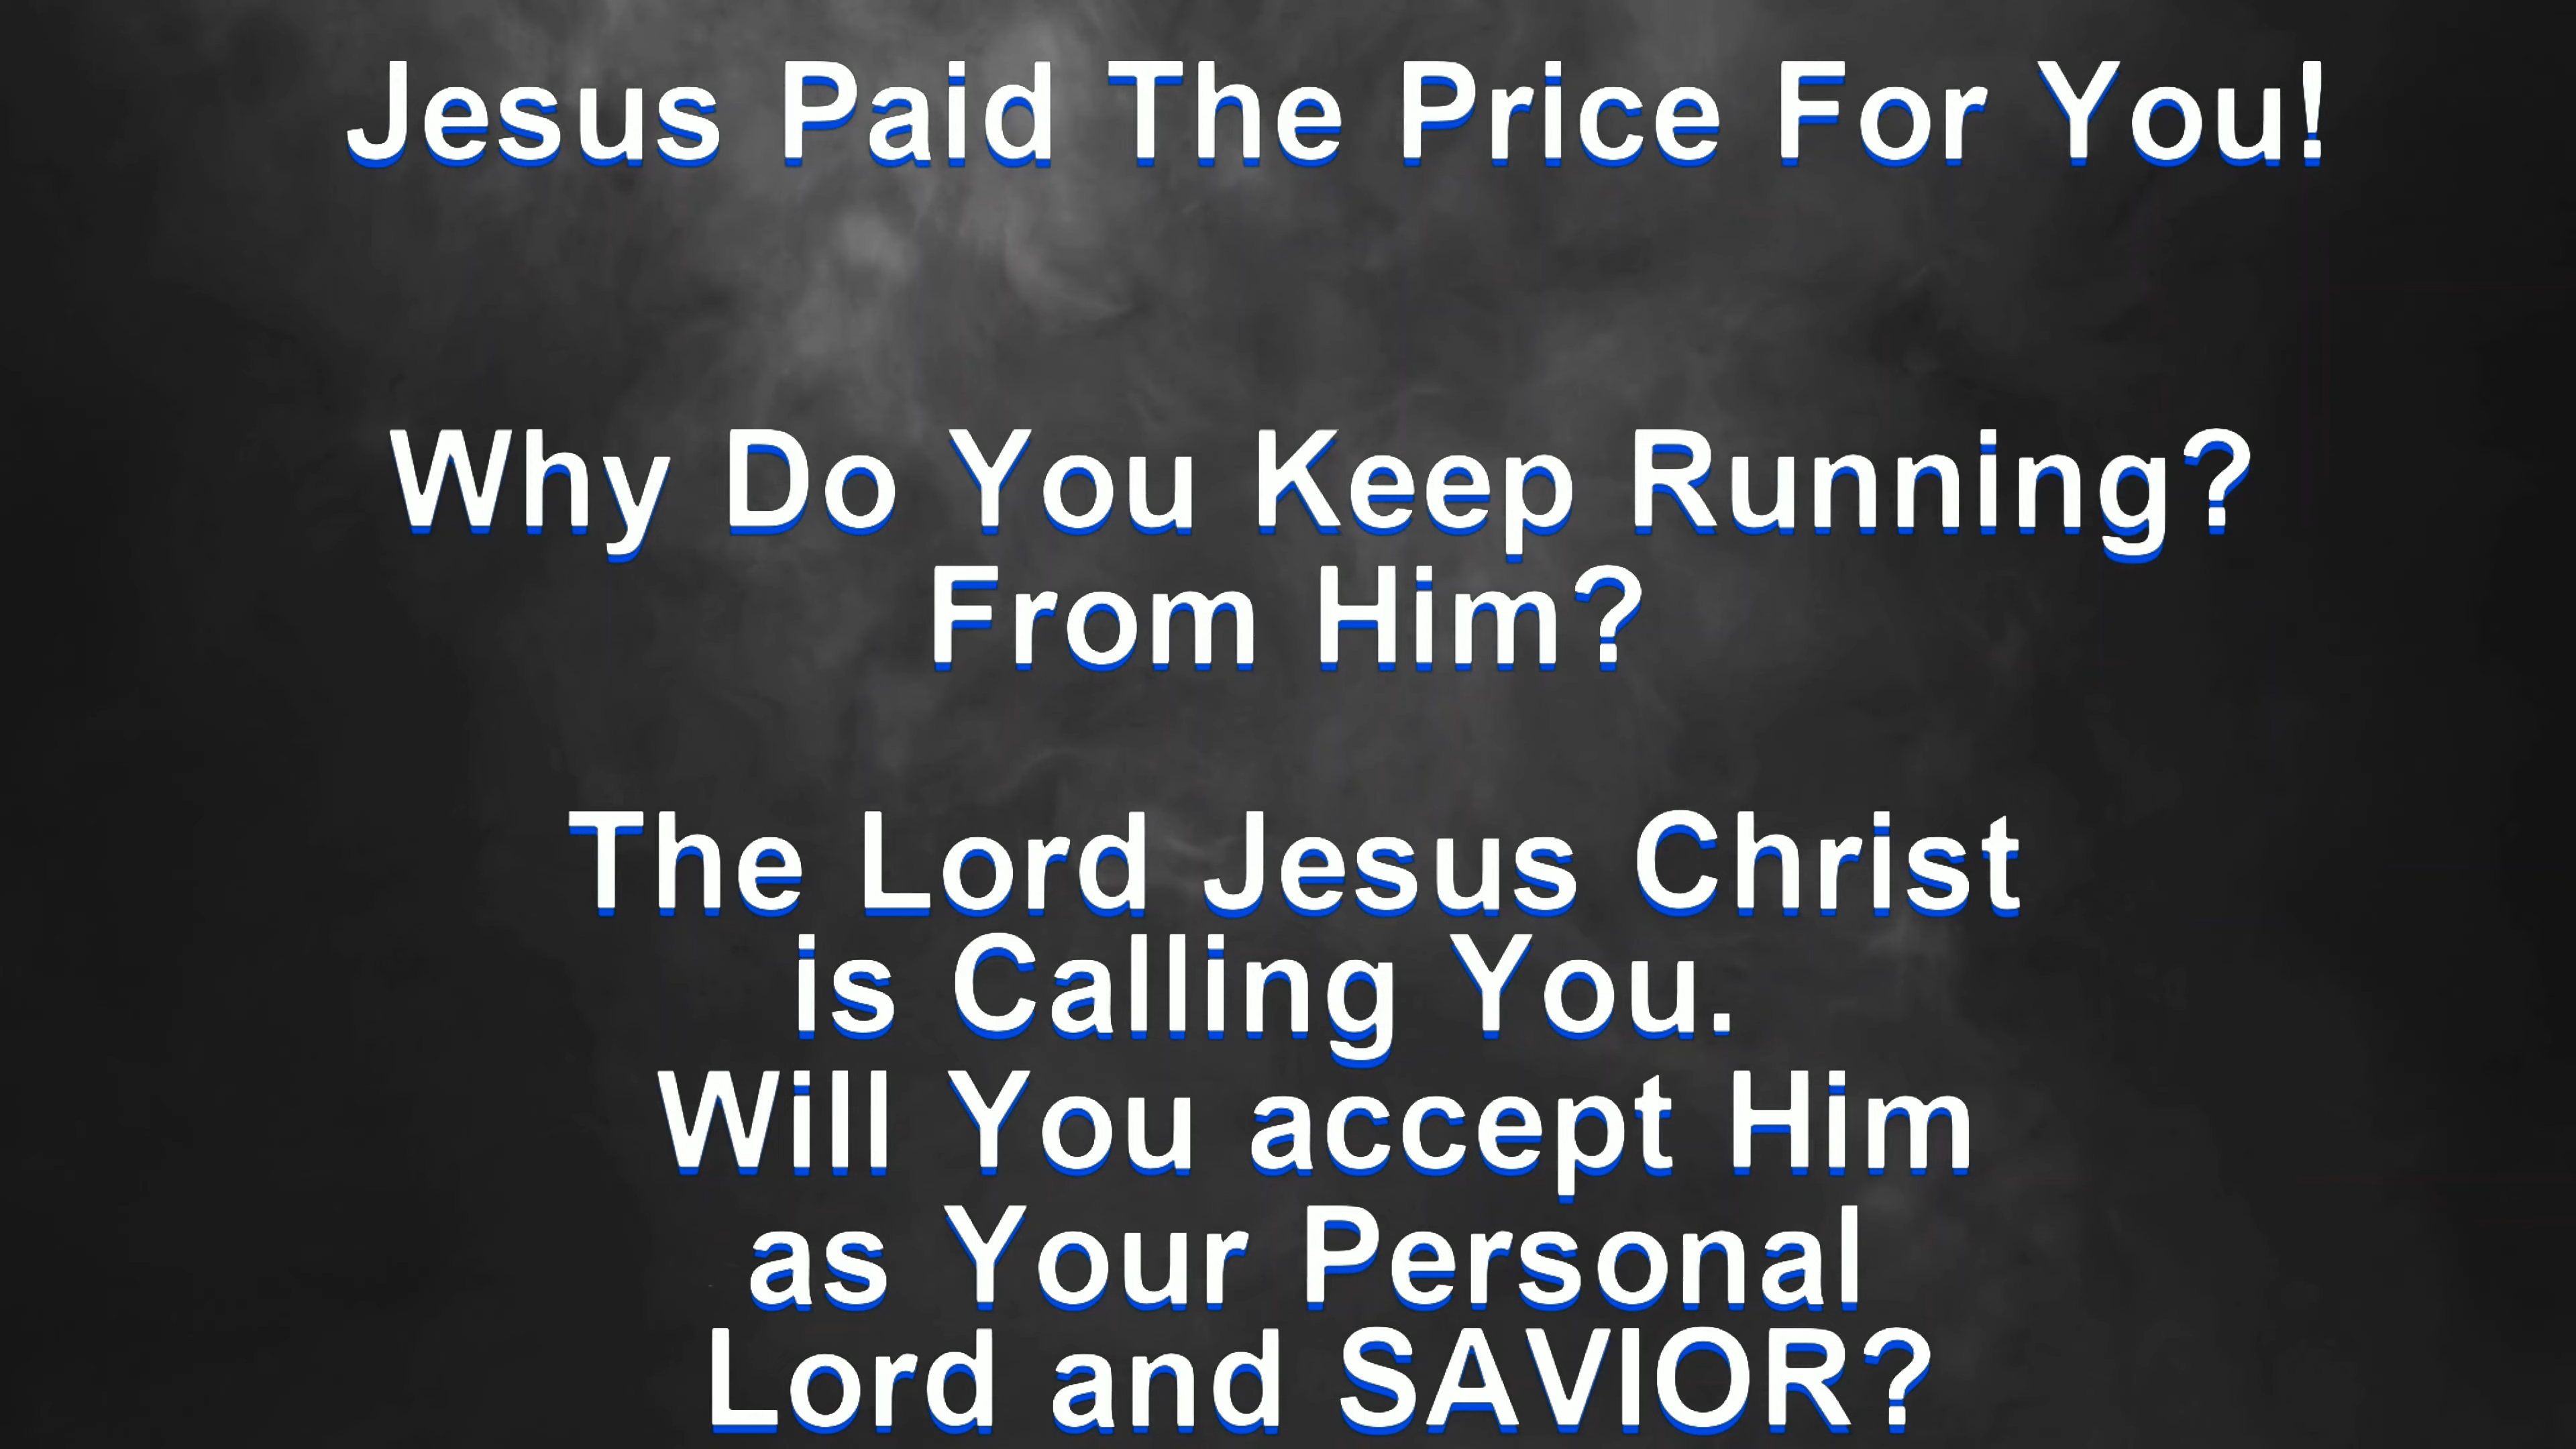 Jesus Paid The Price For You!
Why Do You Keep Running?
From Him?
The Lord Jesus Christ
is Calling You.
Will You accept Him
as Your Personal
Lord and SAVIOR?